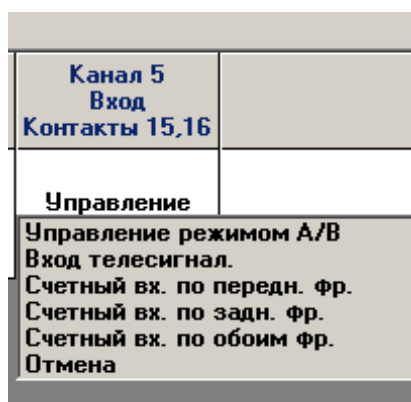 Канал 5
Вход
Контакты 15,16
Управление
Управление режимом А/В
Вход телесигнал.
Счетный вх. по передн. фр.
Счетный вх. по задн. фр.
Счетный вх. по обоим фр.
Отмена